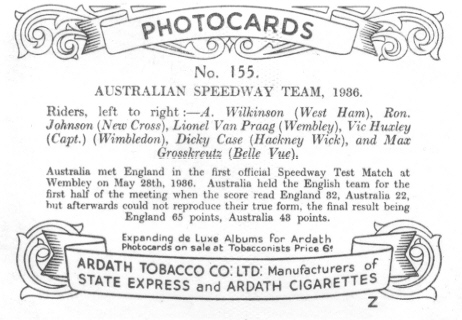 PHOTOCARDS
No. 155.
AUSTRALIAN SPEEDWAY TEAM, 1936.
Riders, left to right :—A. Wilkinson (West Ham), Ron.
Johnson (New Cross), Lionel Van Praag (Wembley), Vic Huxley
(Capt.) (Wimbledon), Dicky Case (Hackney Wick), and Max
Grosskreutz (Belle Vue).
Australia met England in the first official Speedway Test Match at
Wembley on May 28th, 1936. Australia held the English team for the
first half of the meeting when the score read England 32, Australia 22,
but afterwards could not reproduce their true form, the final result being
England 65 points, Australia 43 points.
Expanding de Luxe Albums for Ardath
Photocards on sale at Tobacconists Price 6ᵈ
ARDATH TOBACCO CO: LTD: Manufacturers of
STATE EXPRESS and ARDATH CIGARETTES
Z